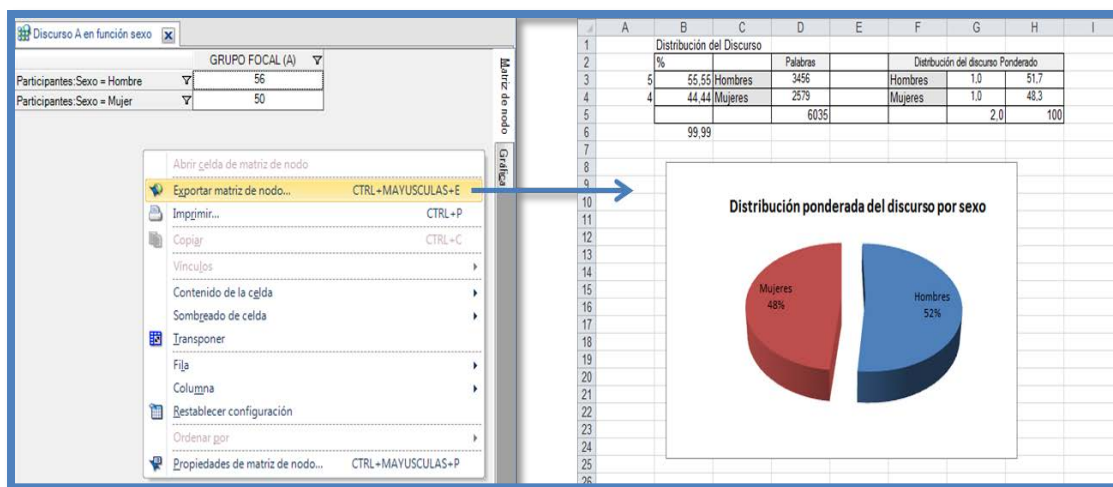 Discurso A en función sexo
GRUPO FOCAL (A)
Participantes:Sexo = Hombre 56
Participantes:Sexo = Mujer 50
Matriz de nodo
Gráfica
Abrir celda de matriz de nodo
Exportar matriz de nodo... CTRL+MAYUSCULAS+E
Imprimir... CTRL+P
Copiar CTRL+C
Vínculos
Contenido de la celda
Sombreado de celda
Transponer
Fila
Columna
Restablecer configuración
Ordenar por
Propiedades de matriz de nodo... CTRL+MAYUSCULAS+P
A B C D E F G H I
1 Distribución del Discurso
2 % Palabras Distribución del discurso Ponderado
3 5 55,55 Hombres 3456 Hombres 1,0 51,7
4 4 44,44 Mujeres 2579 Mujeres 1,0 48,3
5 6035 2,0 100
6 99,99
7
8
9
10
11
12
13
14
15
16
17
18
19
20
21
22
23
24
25
26
Distribución ponderada del discurso por sexo
Mujeres
48%
Hombres
52%